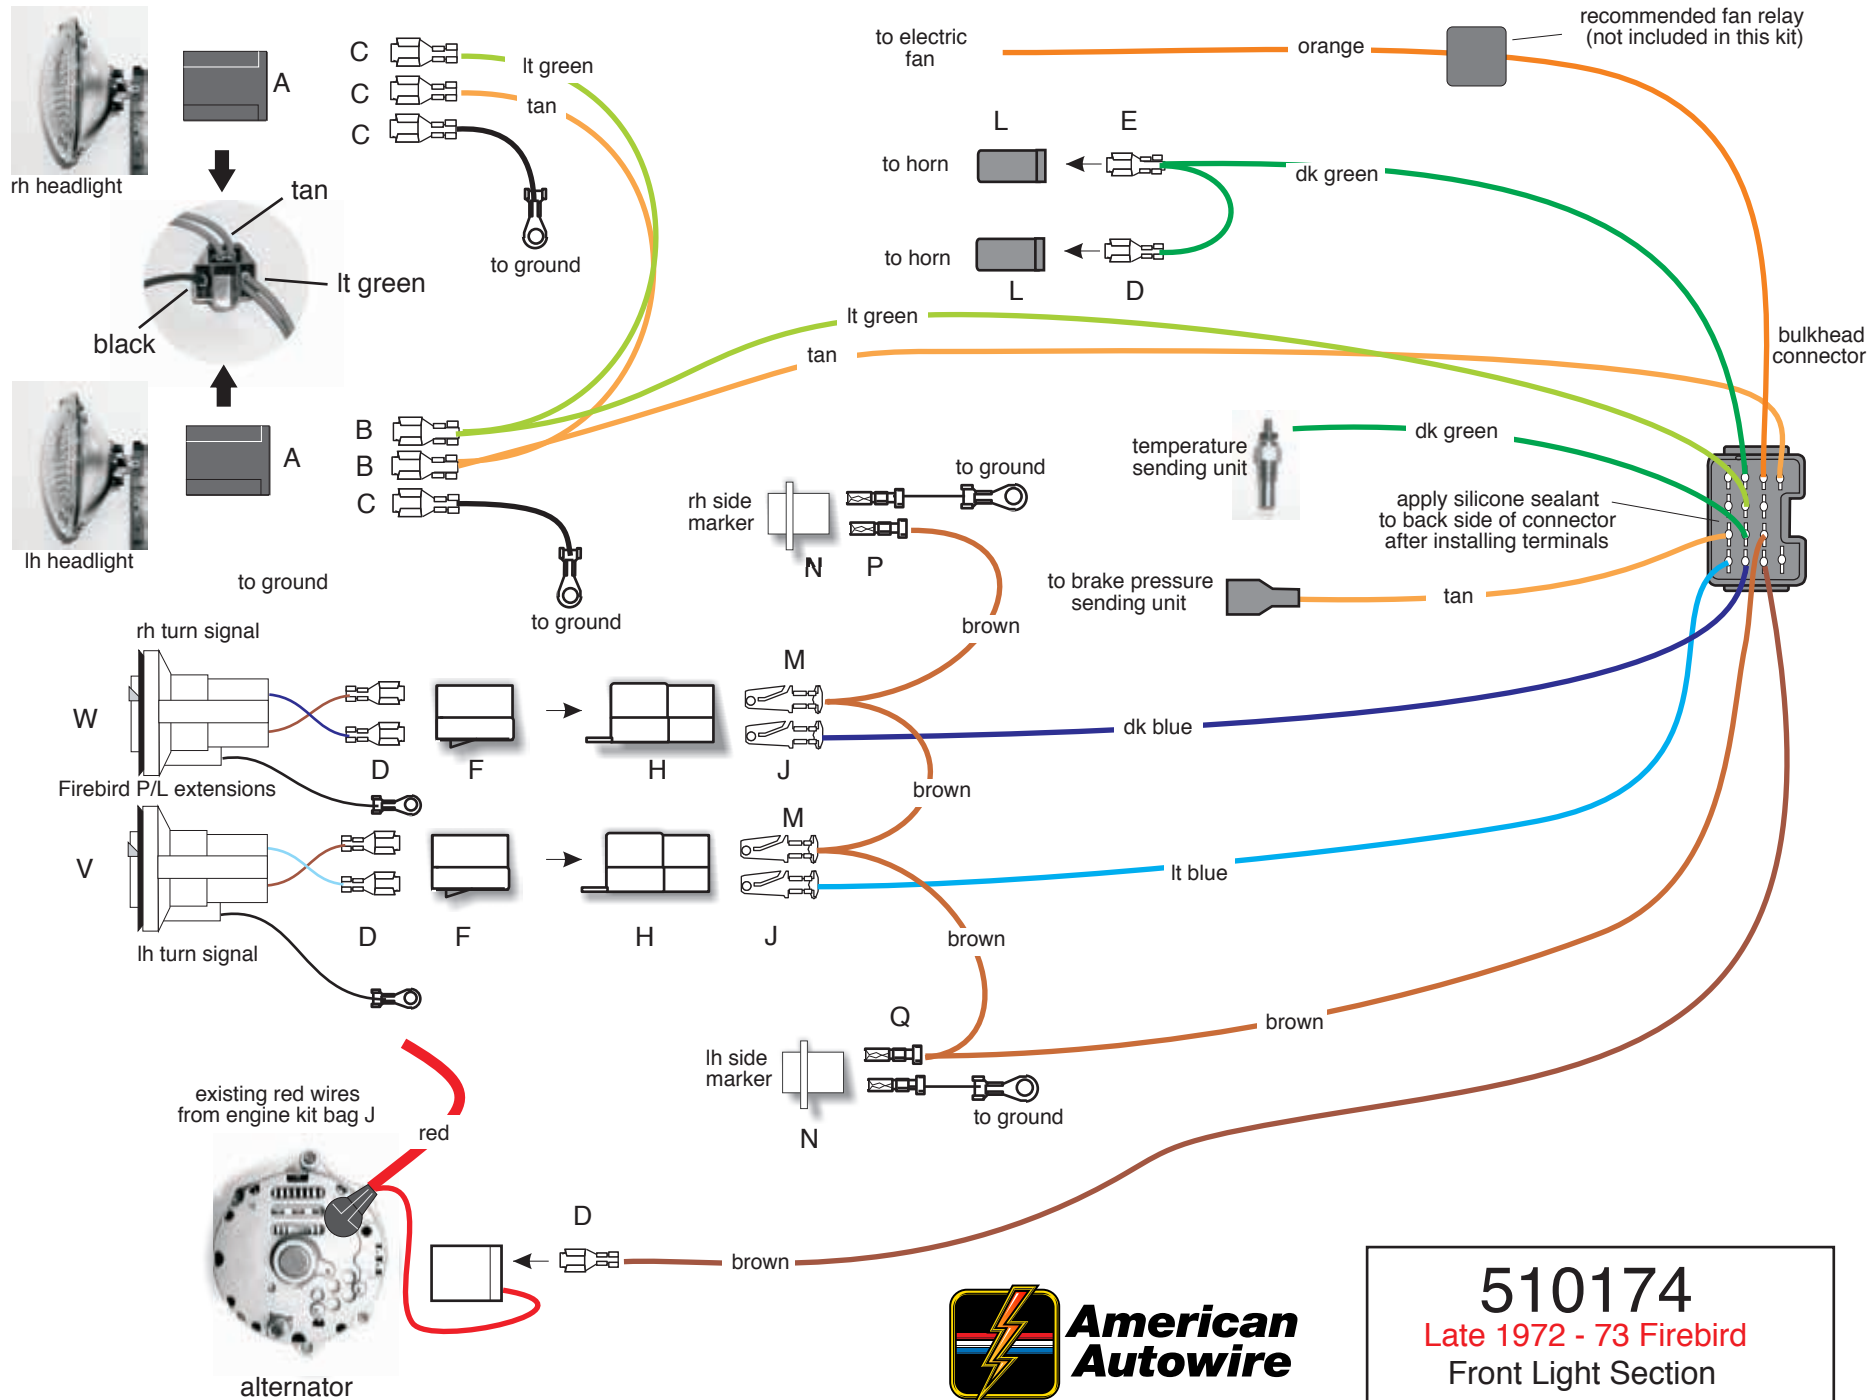 recommended fan relay
(not included in this kit)
to electric
fan
orange
C
lt green
A
C
tan
C
rh headlight
L
E
to horn
dk green
to horn
L
D
tan
to ground
lt green
black
lt green
tan
bulkhead
connector
B
A
B
C
lh headlight
to ground
to ground
temperature
sending unit
dk green
to ground
rh side
marker
N
P
apply silicone sealant
to back side of connector
after installing terminals
to brake pressure
sending unit
tan
brown
rh turn signal
W
D
F
H
M
J
dk blue
Firebird P/L extensions
brown
V
D
F
H
M
J
lt blue
lh turn signal
brown
Q
brown
lh side
marker
to ground
N
existing red wires
from engine kit bag J
red
D
brown
alternator
American
Autowire
510174
Late 1972 - 73 Firebird
Front Light Section